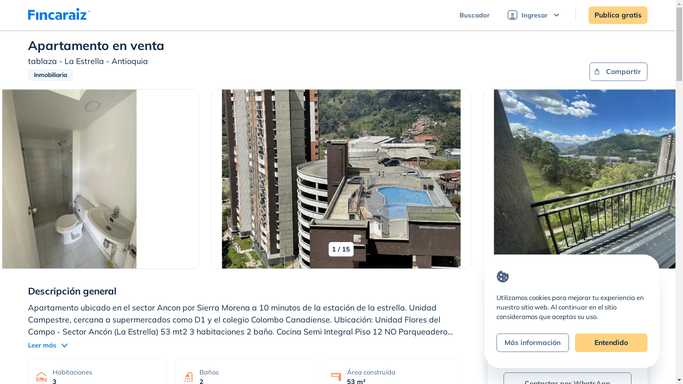 Fincaraiz
Buscador
Ingresar
Publica gratis
Apartamento en venta
tablaza - La Estrella - Antioquia
Inmobiliaria
Compartir
1 / 15
Descripción general
Apartamento ubicado en el sector Ancon por Sierra Morena a 10 minutos de la estación de la estrella. Unidad
Campestre, cercana a supermercados como D1 y el colegio Colombo Canadiense. Ubicación: Unidad Flores del
Campo - Sector Ancón (La Estrella) 53 mt2 3 habitaciones 2 baño. Cocina Semi Integral Piso 12 NO Parqueadero...
Leer más
Habitaciones
3
Baños
2
Área construida
53 m²
Utilizamos cookies para mejorar tu experiencia en
nuestro sitio web. Al continuar en el sitio
consideramos que aceptas su uso.
Más información
Entendido
Contactar por WhatsApp